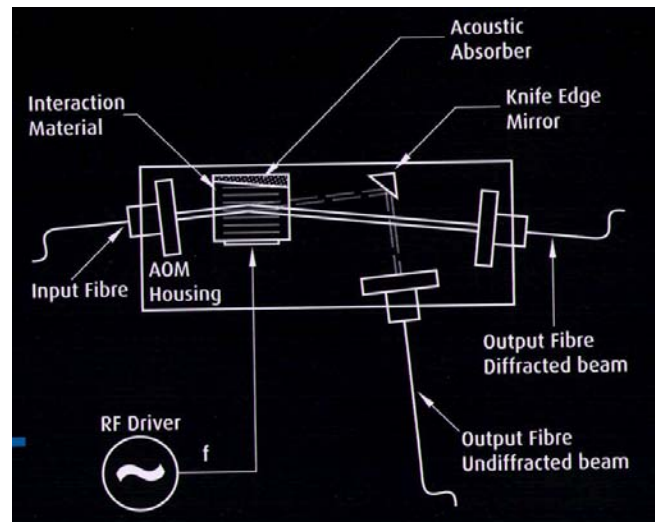 Acoustic
Absorber
Interaction
Material
Knife Edge
Mirror
AOM
Housing
Input Fibre
Output Fibre
Diffracted beam
RF Driver
f
Output Fibre
Undiffracted beam